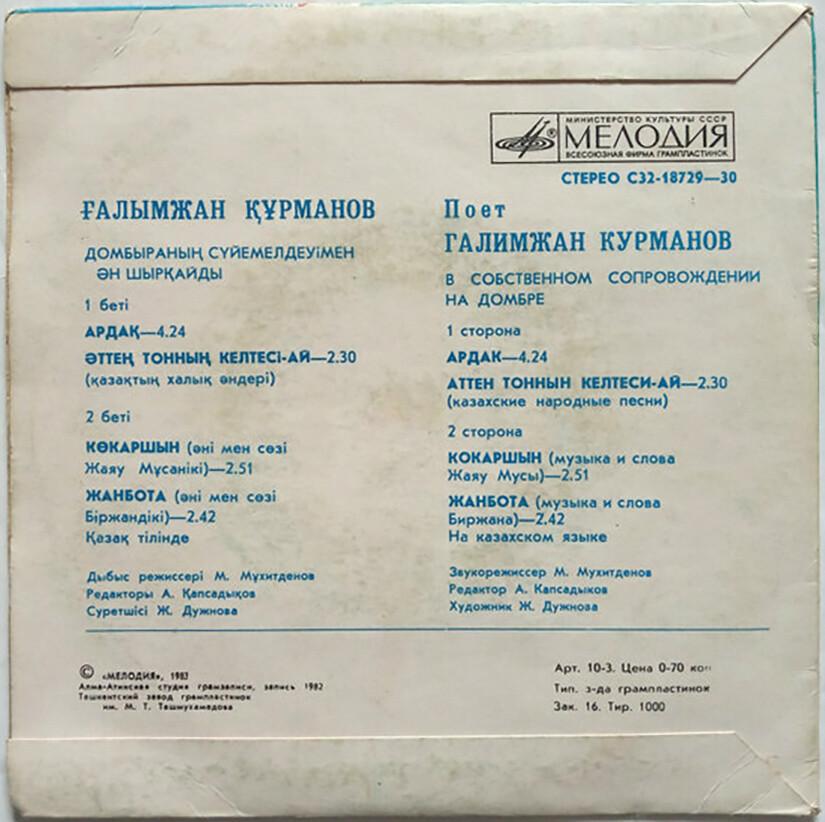 МИНИСТЕРСТВО КУЛЬТУРЫ СССР
® МЕЛОДИЯ
ВСЕСОЮЗНАЯ ФИРМА ГРАМПЛАСТИНОК
СТЕРЕО С32-18729—30
ҒАЛЫМЖАН ҚҰРМАНОВ
ДОМБЫРАНЫҢ СҮЙЕМЕЛДЕУІМЕН
ӘН ШЫРҚАЙДЫ
1 беті
АРДАҚ—4.24
ӘТТЕҢ ТОННЫҢ КЕЛТЕСІ-АЙ—2.30
(қазақтың халық әндері)
2 беті
КӨКАРШЫН (әні мен сөзі
Жаяу Мұсанікі)—2.51
ЖАНБОТА (әні мен сөзі
Біржандікі)—2.42
Қазақ тілінде
Дыбыс режиссері М. Мұхитденов
Редакторы А. Қапсадықов
Суретшісі Ж. Дужнова
Поет
ГАЛИМЖАН КУРМАНОВ
В СОБСТВЕННОМ СОПРОВОЖДЕНИИ
НА ДОМБРЕ
1 сторона
АРДАК—4.24
АТТЕН ТОННЫН КЕЛТЕСИ-АЙ—2.30
(казахские народные песни)
2 сторона
КОКАРШЫН (музыка и слова
Жаяу Мусы)—2.51
ЖАНБОТА (музыка и слова
Биржана)—2.42
На казахском языке
Звукорежиссер М. Мухитденов
Редактор А. Капсадыков
Художник Ж. Дужнова
© «МЕЛОДИЯ», 1983
Алма-Атинская студия грамзаписи, запись 1982
Ташкентский завод грампластинок
им. М. Т. Ташмухамедова
Арт. 10-3. Цена 0-70 коп
Тип. з-да грампластинок
Зак. 16. Тир. 1000